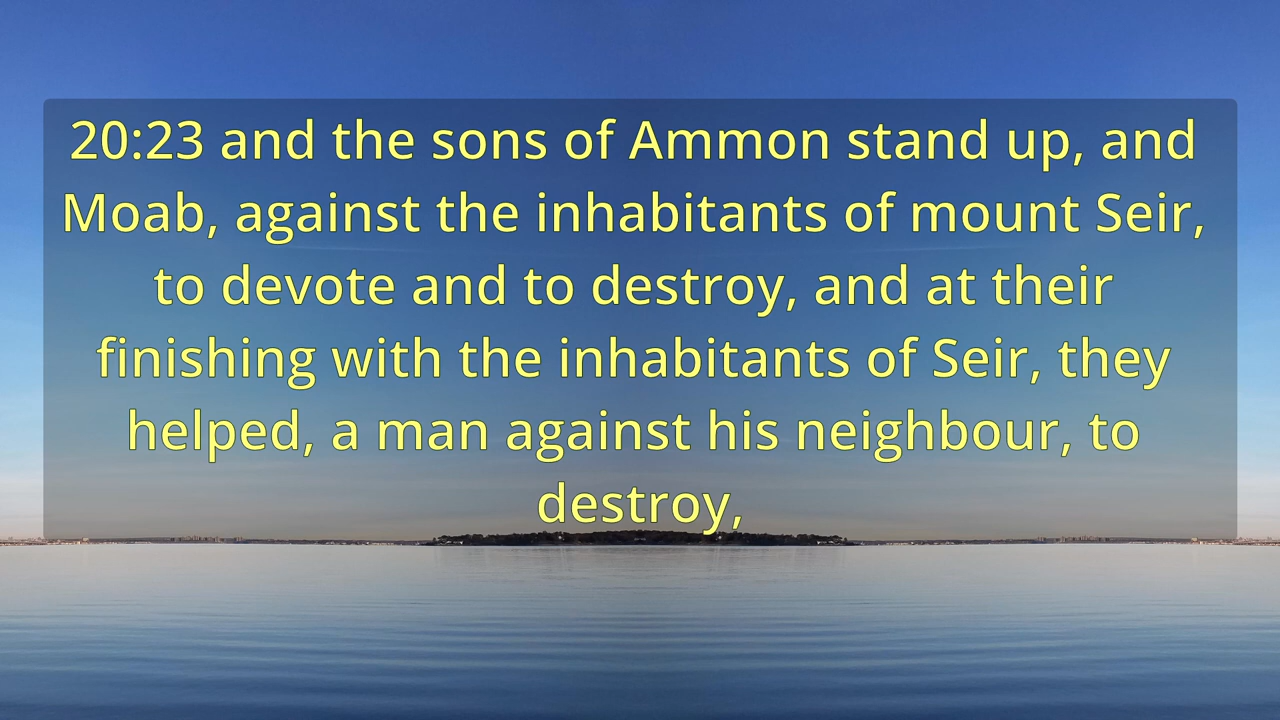 20:23 and the sons of Ammon stand up, and
Moab, against the inhabitants of mount Seir,
to devote and to destroy, and at their
finishing with the inhabitants of Seir, they
helped, a man against his neighbour, to
destroy,